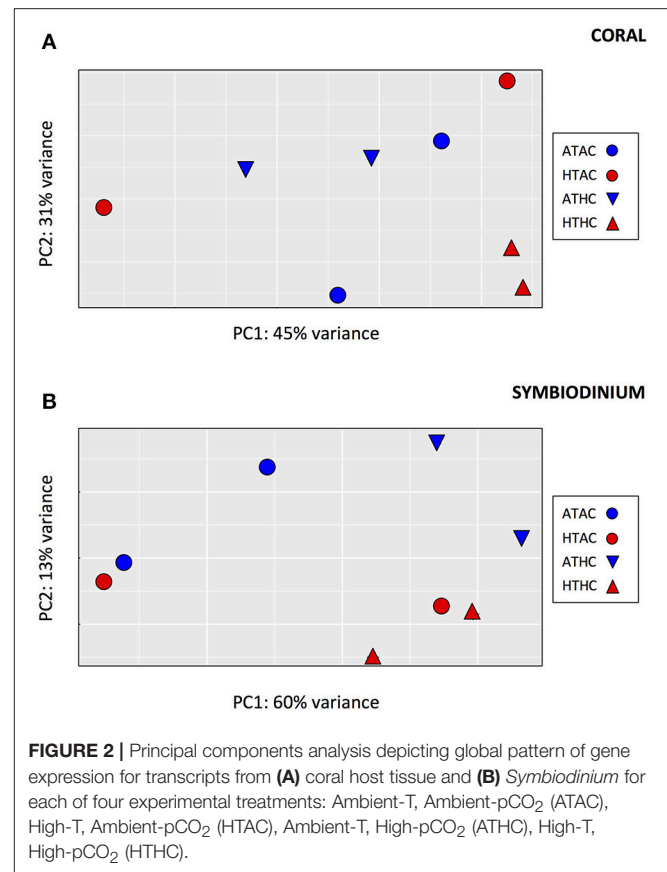 A
CORAL
PC2: 31% variance
ATAC
HTAC
ATHC
HTHC
PC1: 45% variance
B
SYMBIODINIUM
PC2: 13% variance
ATAC
HTAC
ATHC
HTHC
PC1: 60% variance
FIGURE 2 | Principal components analysis depicting global pattern of gene
expression for transcripts from (A) coral host tissue and (B) Symbiodinium for
each of four experimental treatments: Ambient-T, Ambient-pCO₂ (ATAC),
High-T, Ambient-pCO₂ (HTAC), Ambient-T, High-pCO₂ (ATHC), High-T,
High-pCO₂ (HTHC).